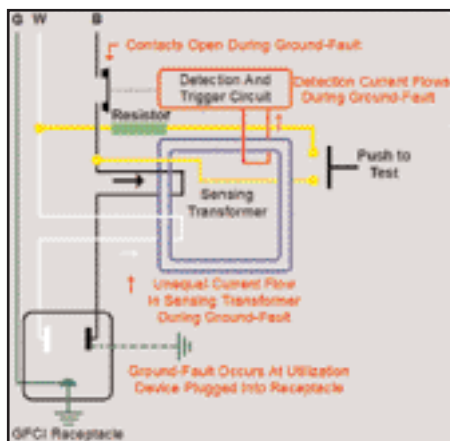 G W B
Contacts Open During Ground-Fault
Detection And
Trigger Circuit
Detection Current Flows
During Ground-Fault
Resistor
Push to
Test
Sensing
Transformer
Unequal Current Flow
In Sensing Transformer
During Ground-Fault
Ground-Fault Occurs At Utilization
Device Plugged Into Receptacle
GFCI Receptacle